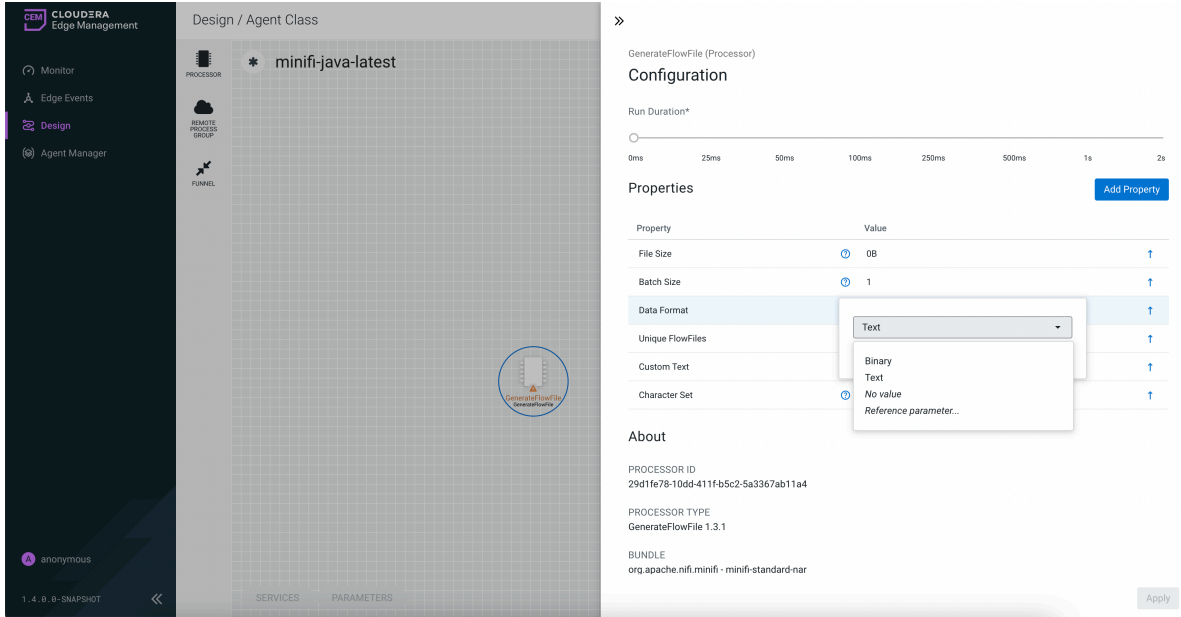 CEM
CLOUDERA
Edge Management
Monitor
Edge Events
Design
Agent Manager
A anonymous
1.4.0.0-SNAPSHOT
Design / Agent Class
PROCESSOR
REMOTE
PROCESS
GROUP
FUNNEL
minifi-java-latest
GenerateFlowFile
GenerateFlowFile
SERVICES PARAMETERS
GenerateFlowFile (Processor)
Configuration
Run Duration*
0ms 25ms 50ms 100ms 250ms 500ms 1s 2s
Properties
Add Property
Property Value
File Size ? 0B
Batch Size ? 1
Data Format
Text
Unique FlowFiles
Binary
Custom Text
Text
No value
Character Set ?
Reference parameter...
About
PROCESSOR ID
29d1fe78-10dd-411f-b5c2-5a3367ab11a4
PROCESSOR TYPE
GenerateFlowFile 1.3.1
BUNDLE
org.apache.nifi.minifi - minifi-standard-nar
Apply